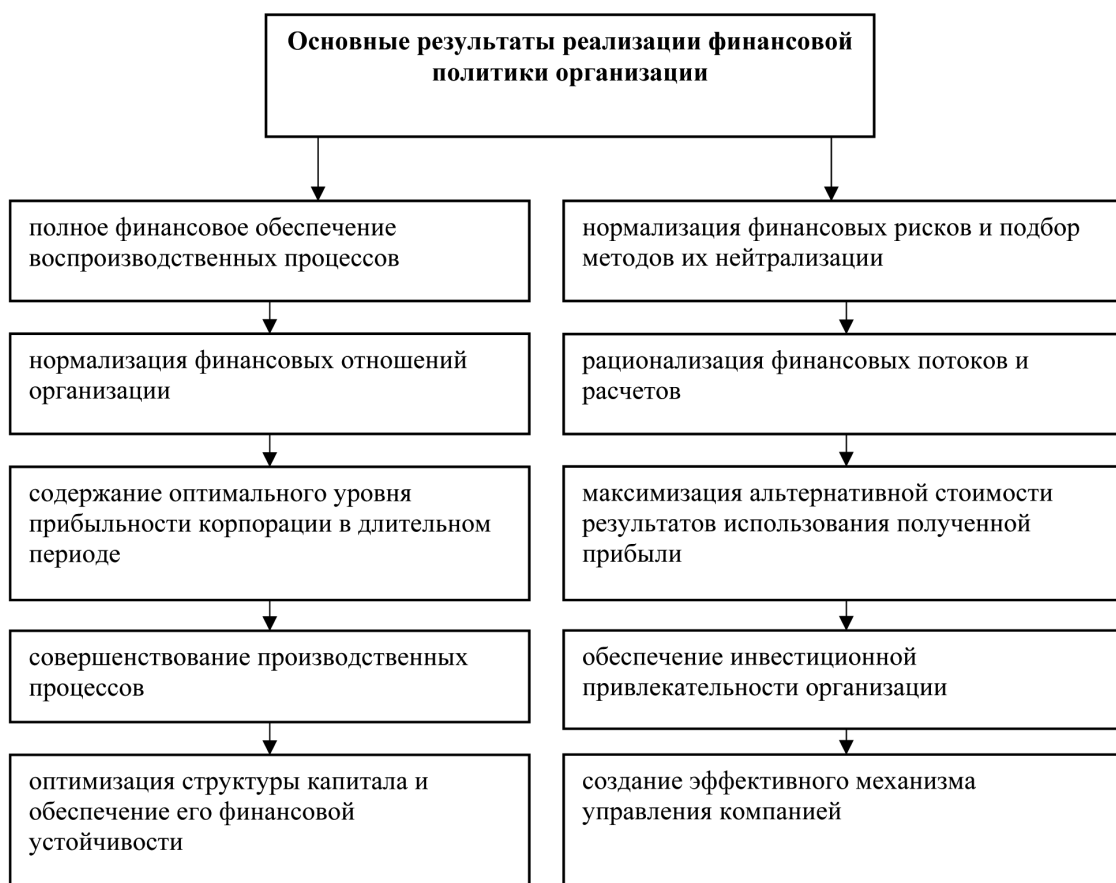 Основные результаты реализации финансовой
политики организации
полное финансовое обеспечение
воспроизводственных процессов
нормализация финансовых отношений
организации
содержание оптимального уровня
прибыльности корпорации в длительном
периоде
совершенствование производственных
процессов
оптимизация структуры капитала и
обеспечение его финансовой
устойчивости
нормализация финансовых рисков и подбор
методов их нейтрализации
рационализация финансовых потоков и
расчетов
максимизация альтернативной стоимости
результатов использования полученной
прибыли
обеспечение инвестиционной
привлекательности организации
создание эффективного механизма
управления компанией